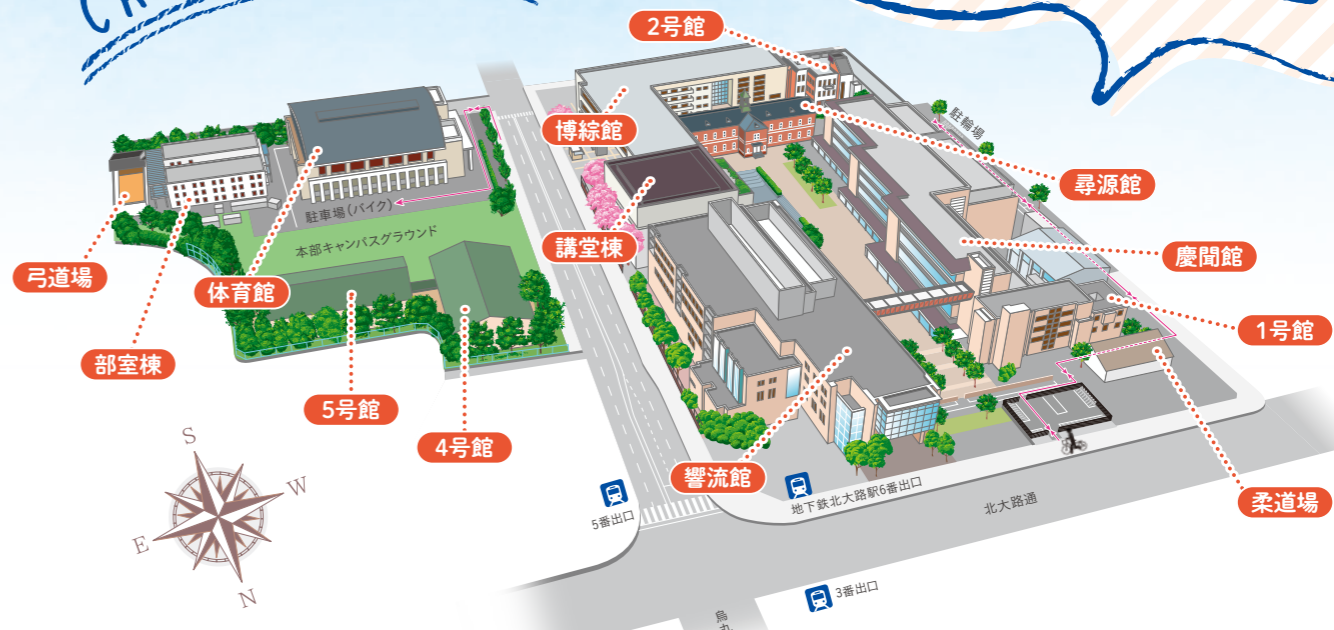 2号館
博綜館
駐輪場
尋源館
講堂棟
慶聞館
駐車場(バイク)
本部キャンパスグラウンド
弓道場
体育館
1号館
部室棟
5号館
4号館
響流館
柔道場
地下鉄北大路駅6番出口
5番出口
北大路通
3番出口
烏丸
S
W
E
N